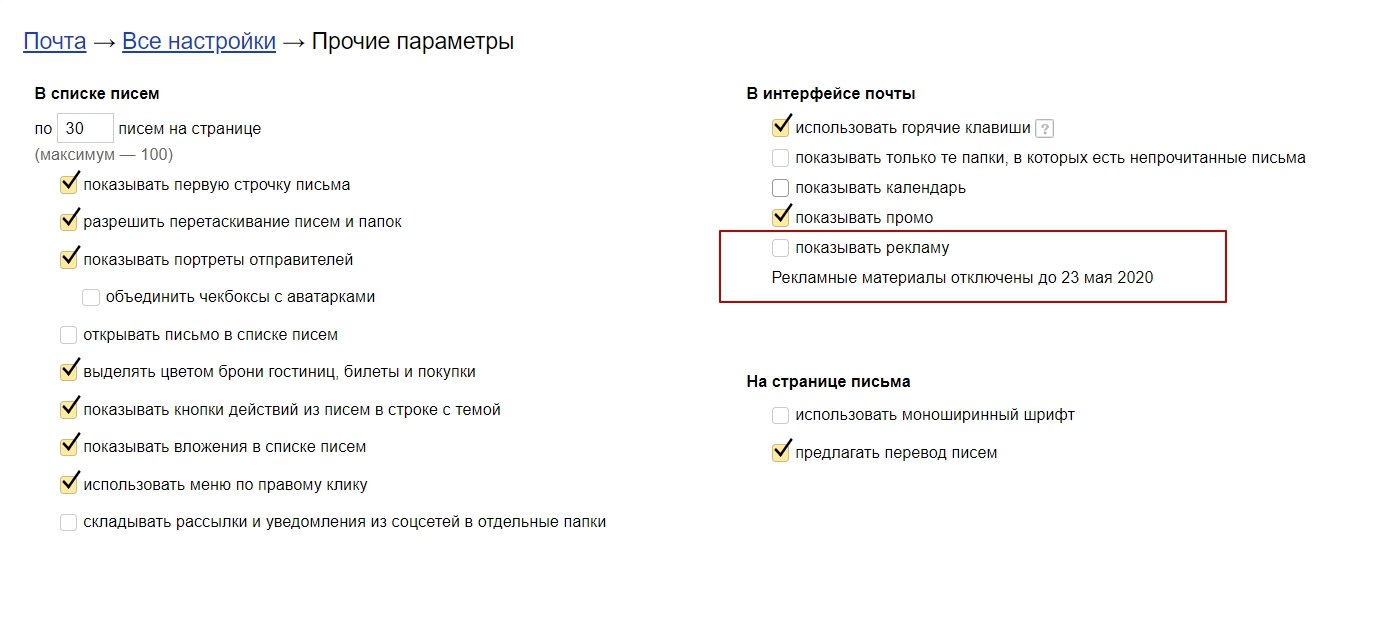 Почта → Все настройки → Прочие параметры
В списке писем
по 30 писем на странице
(максимум — 100)
показывать первую строчку письма
разрешить перетаскивание писем и папок
показывать портреты отправителей
объединить чекбоксы с аватарками
открывать письмо в списке писем
выделять цветом брони гостиниц, билеты и покупки
показывать кнопки действий из писем в строке с темой
показывать вложения в списке писем
использовать меню по правому клику
складывать рассылки и уведомления из соцсетей в отдельные папки
В интерфейсе почты
использовать горячие клавиши ?
показывать только те папки, в которых есть непрочитанные письма
показывать календарь
показывать промо
показывать рекламу
Рекламные материалы отключены до 23 мая 2020
На странице письма
использовать моноширинный шрифт
предлагать перевод писем